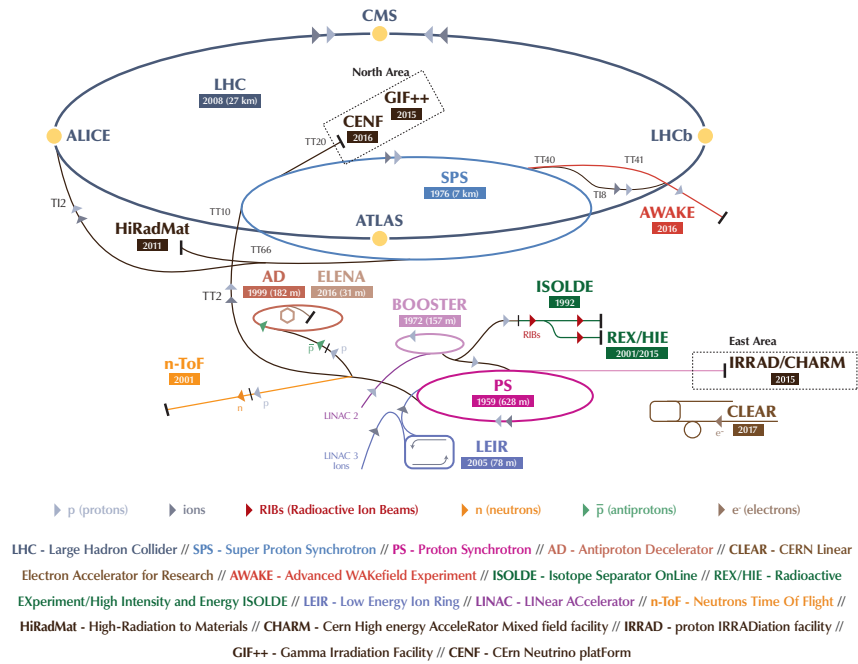 CMS
North Area
LHC
2008 (27 km)
GIF++
2015
CENF
2016
TT20
ALICE
LHCb
TT40
TT41
SPS
1976 (7 km)
TI8
TI2
TT10
ATLAS
AWAKE
2016
HiRadMat
2011
TT66
AD
1999 (182 m)
ELENA
2016 (31 m)
TT2
ISOLDE
1992
BOOSTER
1972 (157 m)
RIBs
REX/HIE
2001/2015
East Area
p̅
p
n-ToF
2001
IRRAD/CHARM
2015
PS
1959 (628 m)
n
p
LINAC 2
CLEAR
2017
e⁻
LINAC 3
Ions
LEIR
2005 (78 m)
p (protons)
ions
RIBs (Radioactive Ion Beams)
n (neutrons)
p̅ (antiprotons)
e⁻ (electrons)
LHC - Large Hadron Collider // SPS - Super Proton Synchrotron // PS - Proton Synchrotron // AD - Antiproton Decelerator // CLEAR - CERN Linear
Electron Accelerator for Research // AWAKE - Advanced WAKefield Experiment // ISOLDE - Isotope Separator OnLine // REX/HIE - Radioactive
EXperiment/High Intensity and Energy ISOLDE // LEIR - Low Energy Ion Ring // LINAC - LINear ACcelerator // n-ToF - Neutrons Time Of Flight //
HiRadMat - High-Radiation to Materials // CHARM - Cern High energy AcceleRator Mixed field facility // IRRAD - proton IRRADiation facility //
GIF++ - Gamma Irradiation Facility // CENF - CErn Neutrino platForm